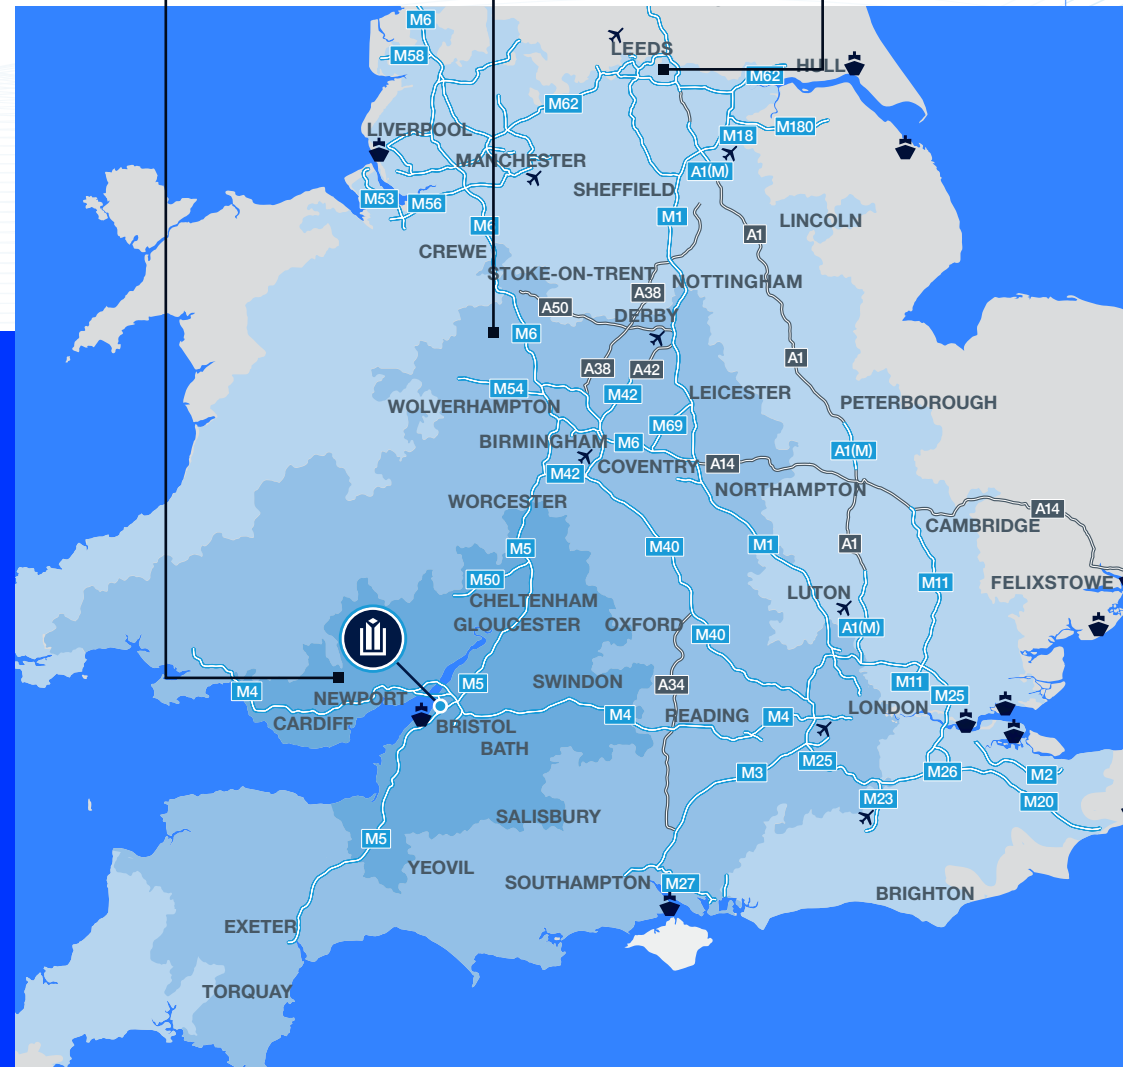 M6
LEEDS
M58
HULL
M62
M62
LIVERPOOL
M180
M18
MANCHESTER
A1(M)
SHEFFIELD
M53
M56
M1
LINCOLN
M6
A1
CREWE
STOKE-ON-TRENT
NOTTINGHAM
A38
A50
DERBY
M6
A1
A38
A42
M54
M42
LEICESTER
WOLVERHAMPTON
PETERBOROUGH
M69
BIRMINGHAM
M6
A1(M)
COVENTRY
A14
M42
NORTHAMPTON
WORCESTER
A14
CAMBRIDGE
M5
M40
M1
A1
M50
M11
FELIXSTOWE
CHELTENHAM
LUTON
GLOUCESTER
OXFORD
A1(M)
M40
M4
M5
SWINDON
A34
M11
M25
NEWPORT
LONDON
CARDIFF
M4
READING
M4
BRISTOL
BATH
M25
M3
M26
M2
M23
M20
SALISBURY
M5
YEOVIL
SOUTHAMPTON
M27
BRIGHTON
EXETER
TORQUAY